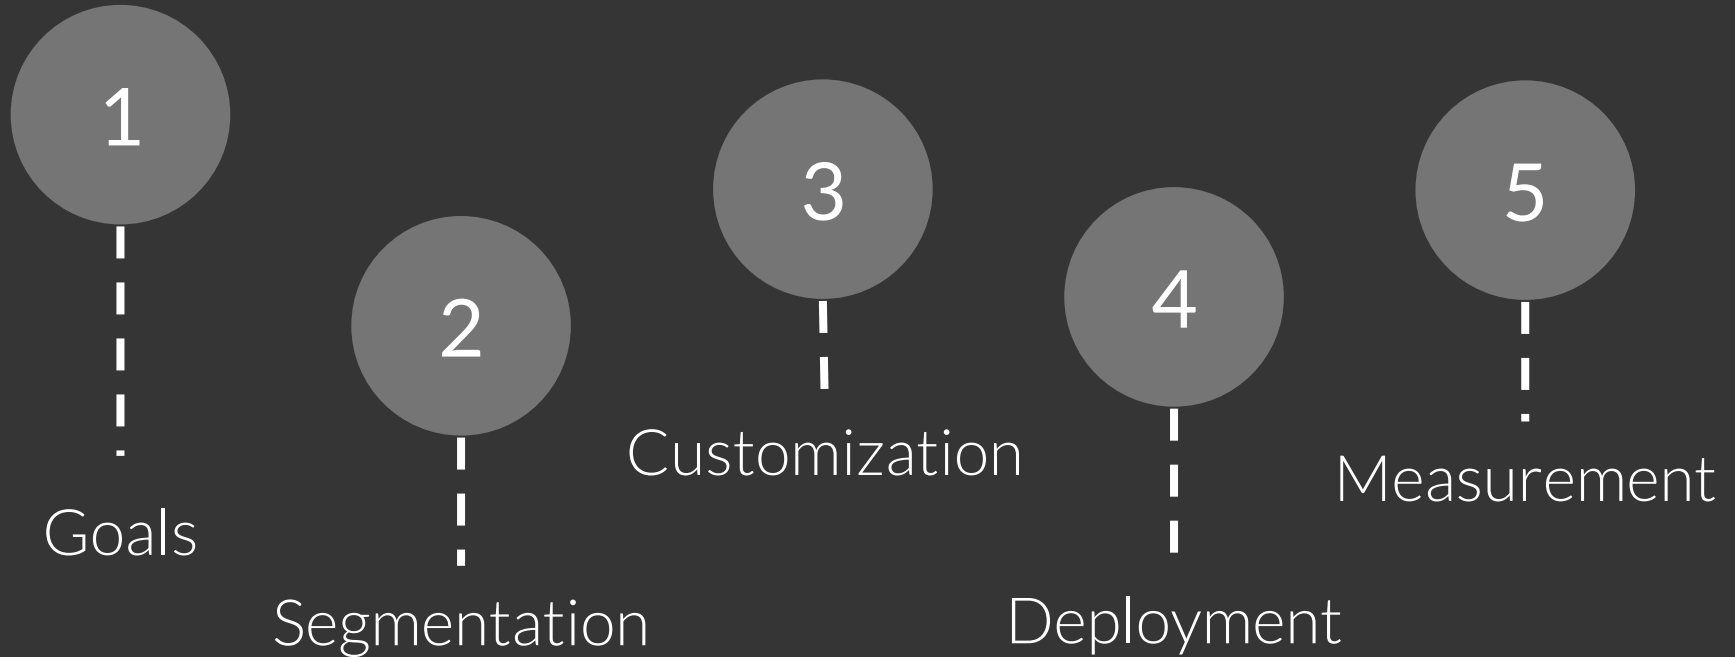 1
Goals
2
Segmentation
3
Customization
4
Deployment
5
Measurement